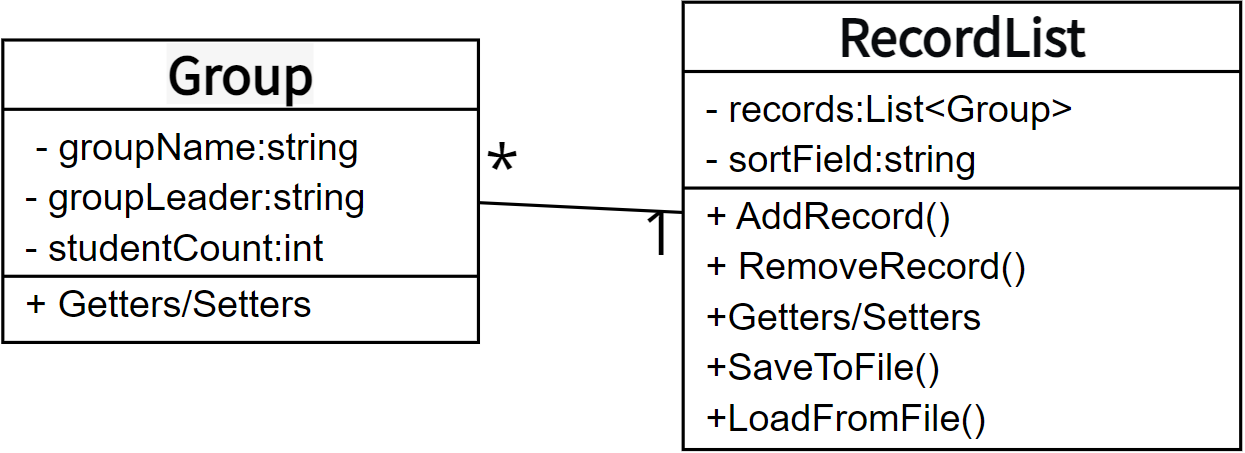 Group
- groupName:string
- groupLeader:string
- studentCount:int
+ Getters/Setters
*
1
RecordList
- records:List<Group>
- sortField:string
+ AddRecord()
+ RemoveRecord()
+Getters/Setters
+SaveToFile()
+LoadFromFile()